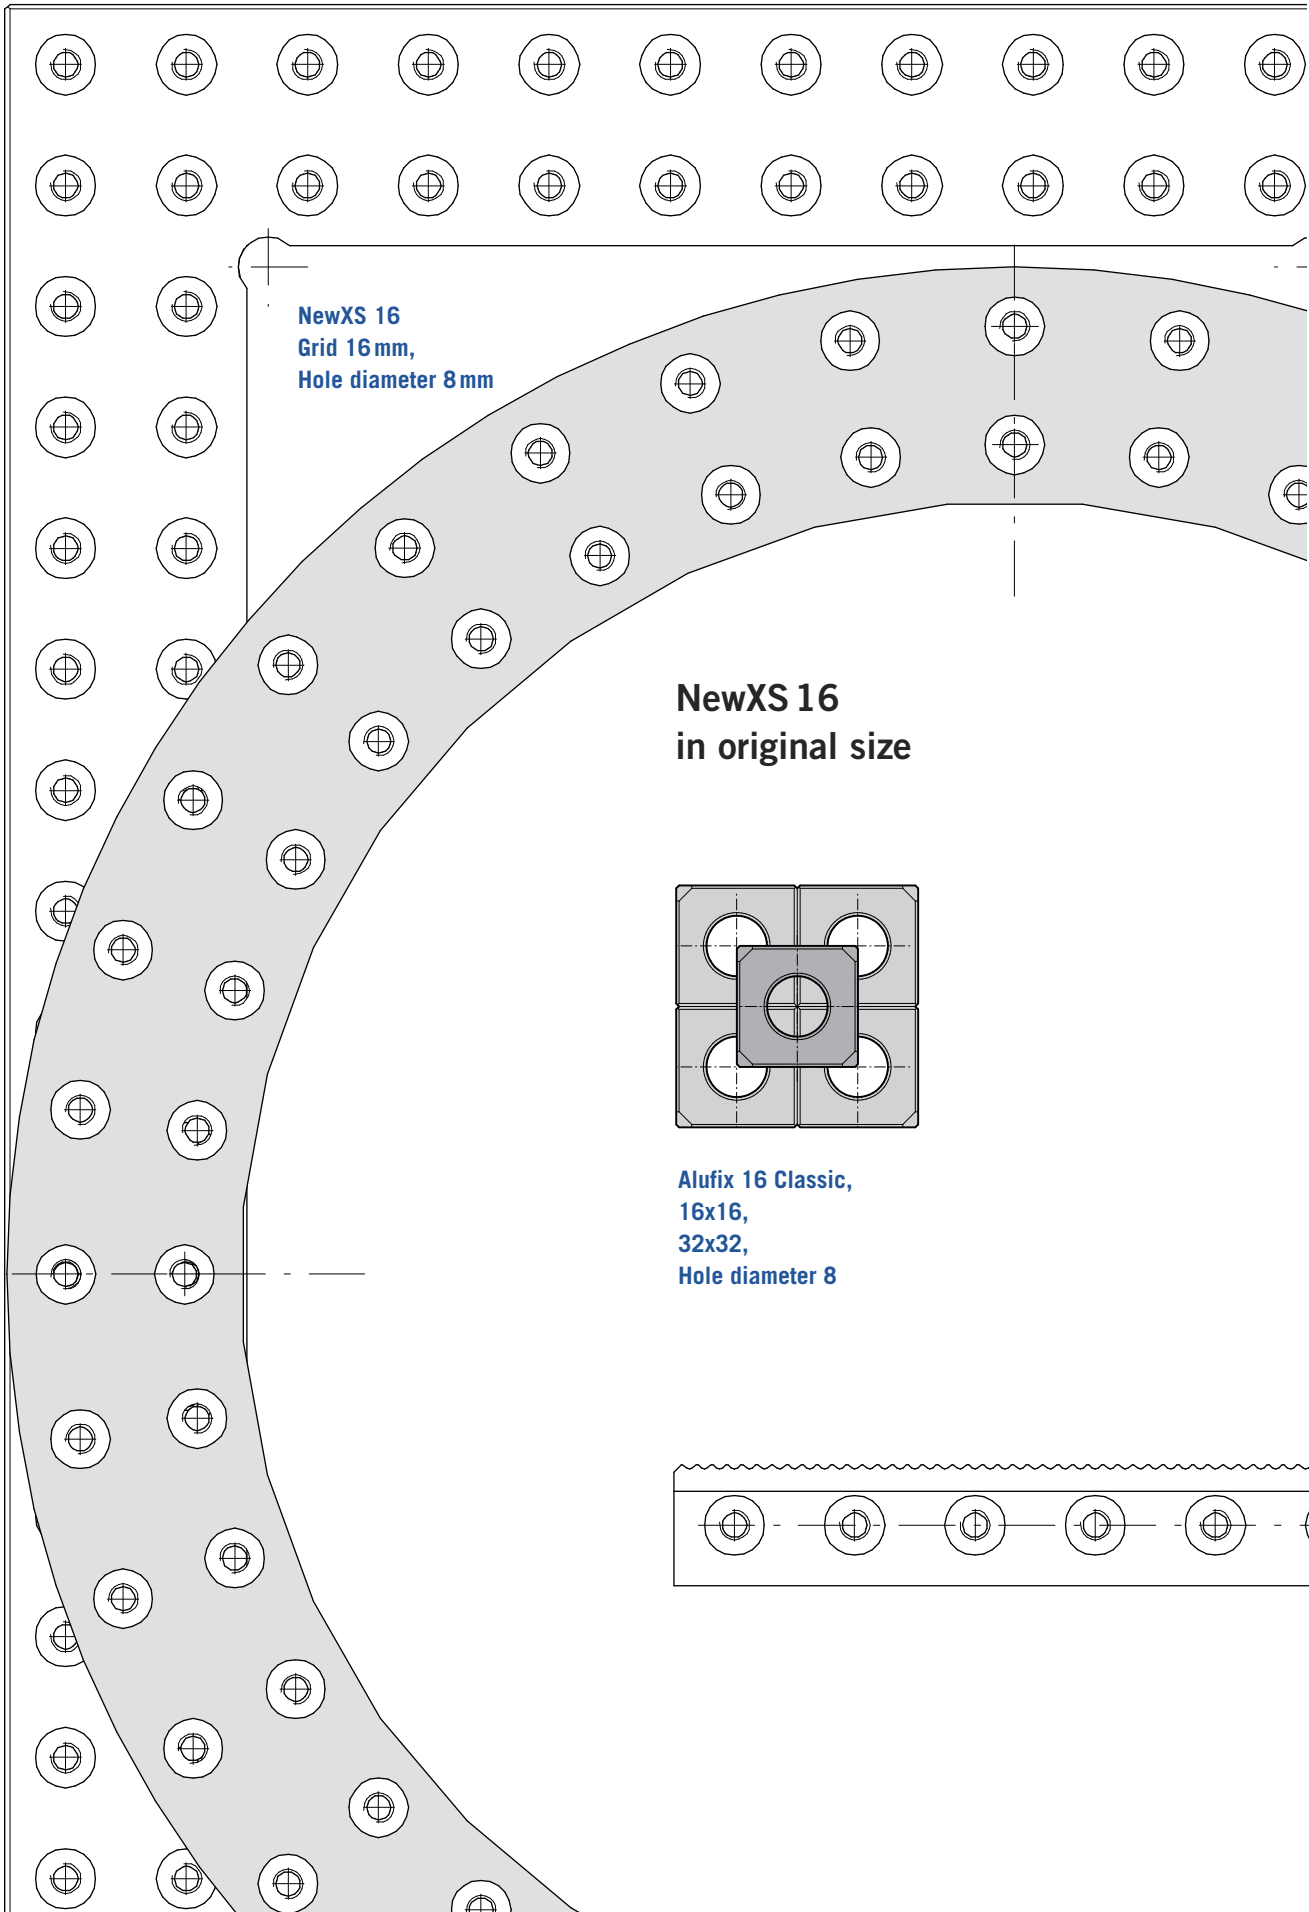 NewXS 16
Grid 16 mm,
Hole diameter 8 mm
NewXS 16
in original size
Alufix 16 Classic,
16x16,
32x32,
Hole diameter 8